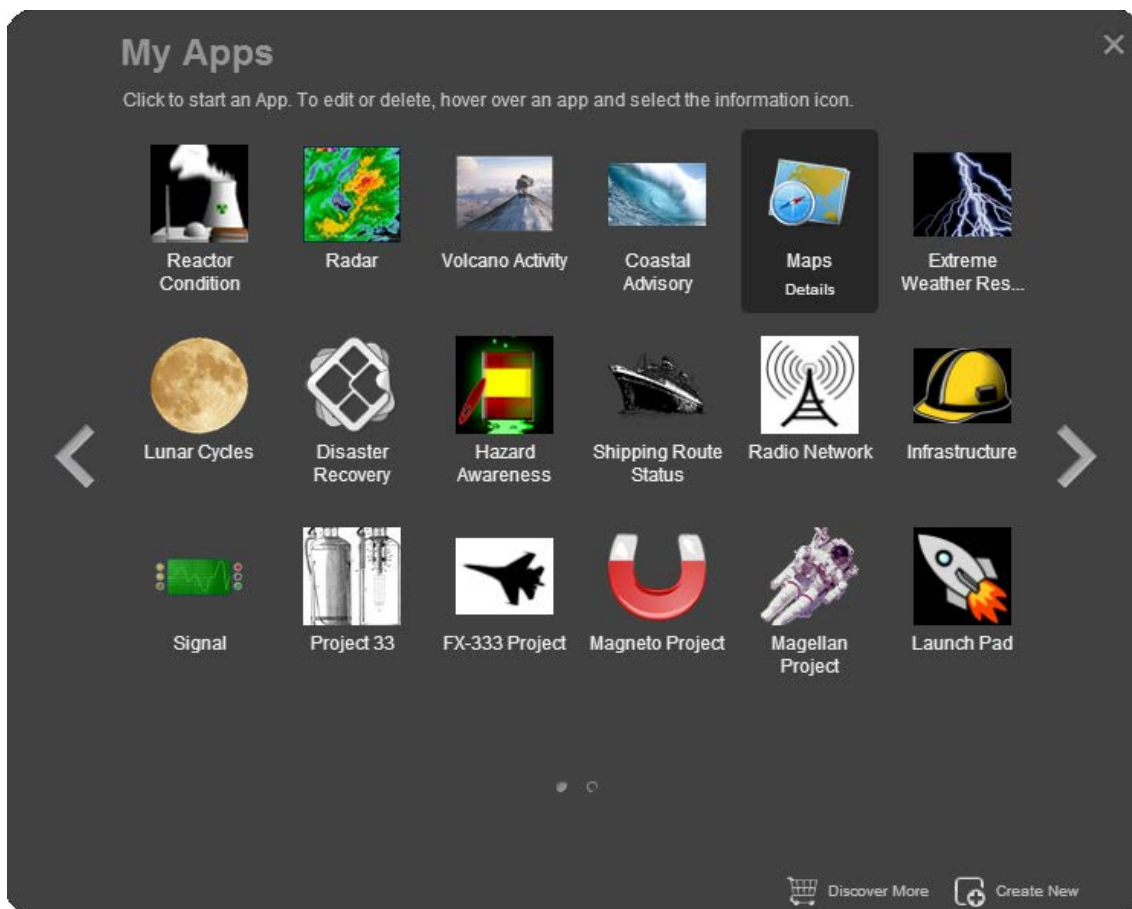 My Apps
Click to start an App. To edit or delete, hover over an app and select the information icon.
Reactor
Condition
Radar
Volcano Activity
Coastal
Advisory
Maps
Details
Extreme
Weather Res...
Lunar Cycles
Disaster
Recovery
Hazard
Awareness
Shipping Route
Status
Radio Network
Infrastructure
Signal
Project 33
FX-333 Project
Magneto Project
Magellan
Project
Launch Pad
Discover More
Create New